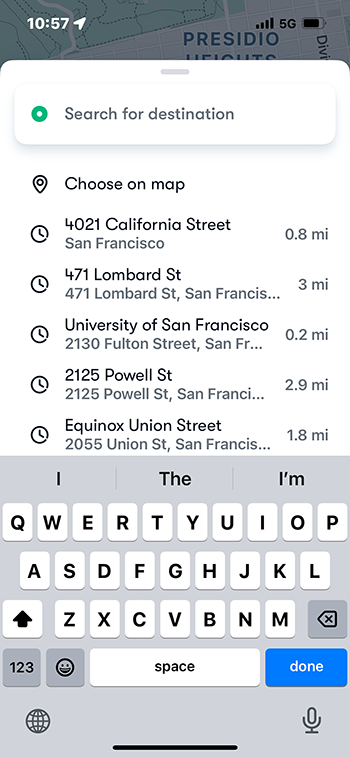 10:57
5G
PRESIDIO
HEIGHTS
Divi
Search for destination
Choose on map
4021 California Street
San Francisco
0.8 mi
471 Lombard St
471 Lombard St, San Francis...
3 mi
University of San Francisco
2130 Fulton Street, San Fr...
0.2 mi
2125 Powell St
2125 Powell St, San Franci...
2.9 mi
Equinox Union Street
2055 Union St, San Francis...
1.8 mi
I The I'm
Q W E R T Y U I O P
A S D F G H J K L
Z X C V B N M
123 space done